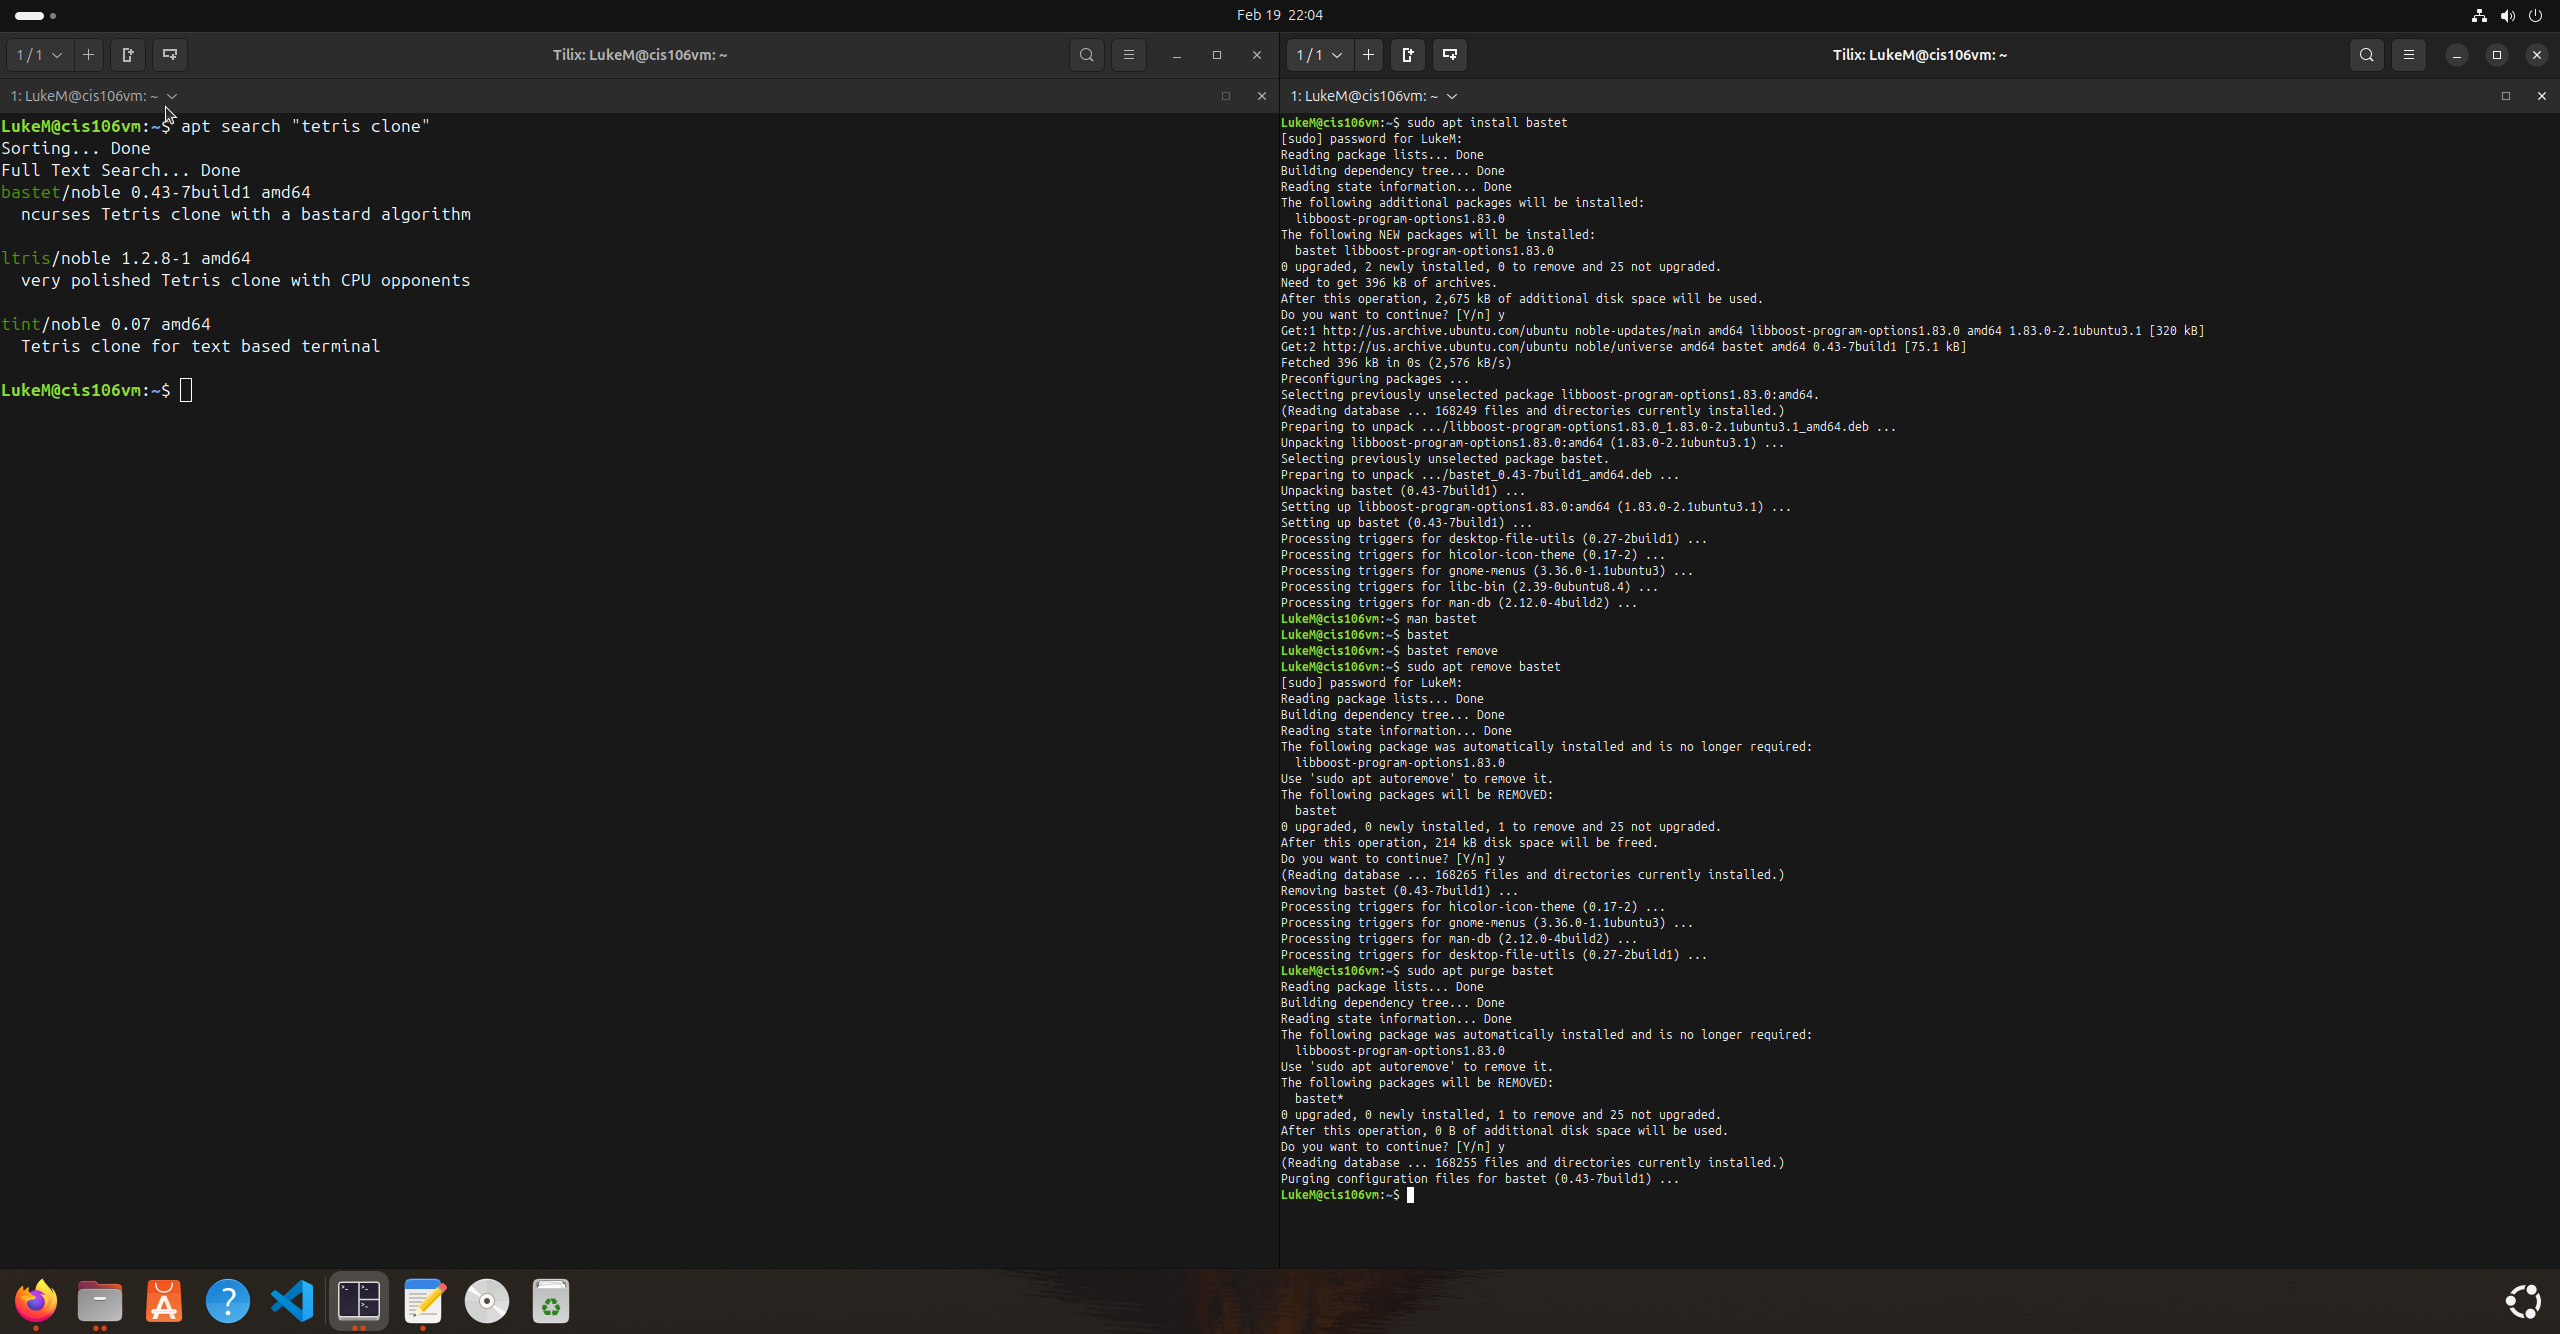 Feb 19 22:04
1 / 1
Tilix: LukeM@cis106vm: ~
1: LukeM@cis106vm: ~
LukeM@cis106vm:~$ apt search "tetris clone"
Sorting... Done
Full Text Search... Done
bastet/noble 0.43-7build1 amd64
  ncurses Tetris clone with a bastard algorithm

ltris/noble 1.2.8-1 amd64
  very polished Tetris clone with CPU opponents

tint/noble 0.07 amd64
  Tetris clone for text based terminal

LukeM@cis106vm:~$
1 / 1
Tilix: LukeM@cis106vm: ~
1: LukeM@cis106vm: ~
LukeM@cis106vm:~$ sudo apt install bastet
[sudo] password for LukeM:
Reading package lists... Done
Building dependency tree... Done
Reading state information... Done
The following additional packages will be installed:
  libboost-program-options1.83.0
The following NEW packages will be installed:
  bastet libboost-program-options1.83.0
0 upgraded, 2 newly installed, 0 to remove and 25 not upgraded.
Need to get 396 kB of archives.
After this operation, 2,675 kB of additional disk space will be used.
Do you want to continue? [Y/n] y
Get:1 http://us.archive.ubuntu.com/ubuntu noble-updates/main amd64 libboost-program-options1.83.0 amd64 1.83.0-2.1ubuntu3.1 [320 kB]
Get:2 http://us.archive.ubuntu.com/ubuntu noble/universe amd64 bastet amd64 0.43-7build1 [75.1 kB]
Fetched 396 kB in 0s (2,576 kB/s)
Preconfiguring packages ...
Selecting previously unselected package libboost-program-options1.83.0:amd64.
(Reading database ... 168249 files and directories currently installed.)
Preparing to unpack .../libboost-program-options1.83.0_1.83.0-2.1ubuntu3.1_amd64.deb ...
Unpacking libboost-program-options1.83.0:amd64 (1.83.0-2.1ubuntu3.1) ...
Selecting previously unselected package bastet.
Preparing to unpack .../bastet_0.43-7build1_amd64.deb ...
Unpacking bastet (0.43-7build1) ...
Setting up libboost-program-options1.83.0:amd64 (1.83.0-2.1ubuntu3.1) ...
Setting up bastet (0.43-7build1) ...
Processing triggers for desktop-file-utils (0.27-2build1) ...
Processing triggers for hicolor-icon-theme (0.17-2) ...
Processing triggers for gnome-menus (3.36.0-1.1ubuntu3) ...
Processing triggers for libc-bin (2.39-0ubuntu8.4) ...
Processing triggers for man-db (2.12.0-4build2) ...
LukeM@cis106vm:~$ man bastet
LukeM@cis106vm:~$ bastet
LukeM@cis106vm:~$ bastet remove
LukeM@cis106vm:~$ sudo apt remove bastet
[sudo] password for LukeM:
Reading package lists... Done
Building dependency tree... Done
Reading state information... Done
The following package was automatically installed and is no longer required:
  libboost-program-options1.83.0
Use 'sudo apt autoremove' to remove it.
The following packages will be REMOVED:
  bastet
0 upgraded, 0 newly installed, 1 to remove and 25 not upgraded.
After this operation, 214 kB disk space will be freed.
Do you want to continue? [Y/n] y
(Reading database ... 168265 files and directories currently installed.)
Removing bastet (0.43-7build1) ...
Processing triggers for hicolor-icon-theme (0.17-2) ...
Processing triggers for gnome-menus (3.36.0-1.1ubuntu3) ...
Processing triggers for man-db (2.12.0-4build2) ...
Processing triggers for desktop-file-utils (0.27-2build1) ...
LukeM@cis106vm:~$ sudo apt purge bastet
Reading package lists... Done
Building dependency tree... Done
Reading state information... Done
The following package was automatically installed and is no longer required:
  libboost-program-options1.83.0
Use 'sudo apt autoremove' to remove it.
The following packages will be REMOVED:
  bastet*
0 upgraded, 0 newly installed, 1 to remove and 25 not upgraded.
After this operation, 0 B of additional disk space will be used.
Do you want to continue? [Y/n] y
(Reading database ... 168255 files and directories currently installed.)
Purging configuration files for bastet (0.43-7build1) ...
LukeM@cis106vm:~$